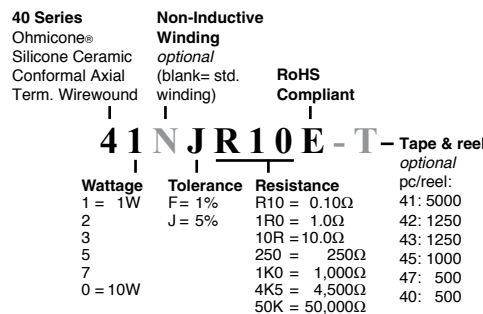 40 Series
Ohmicone®
Silicone Ceramic
Conformal Axial
Term. Wirewound
Non-Inductive
Winding
optional
(blank= std.
winding)
RoHS
Compliant
41NJR10E-T
Tape & reel
optional
pc/reel:
41: 5000
42: 1250
43: 1250
45: 1000
47: 500
40: 500
Wattage
1 = 1W
2
3
5
7
0 = 10W
Tolerance
F= 1%
J= 5%
Resistance
R10 = 0.10Ω
1R0 = 1.0Ω
10R =10.0Ω
250 = 250Ω
1K0 = 1,000Ω
4K5 = 4,500Ω
50K = 50,000Ω